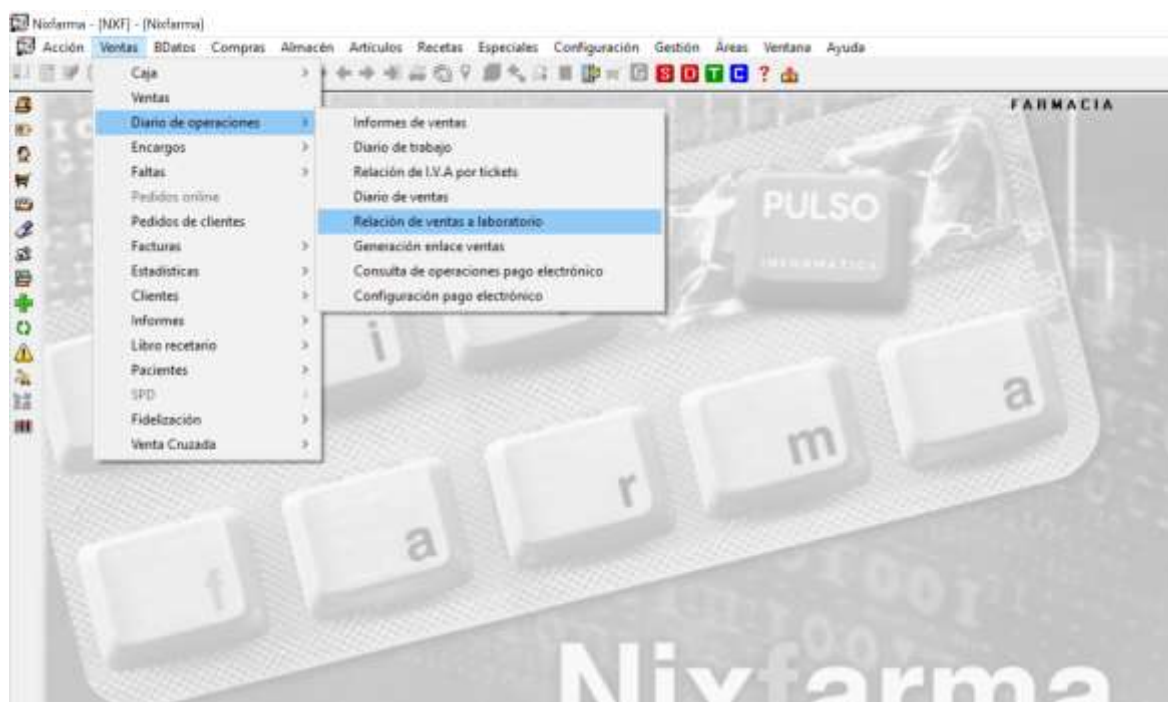 Nixfarma - [NXF] - [Nixfarma]
Acción Ventas BDatos Compras Almacén Artículos Recetas Especiales Configuración Gestión Áreas Ventana Ayuda
S D T C ?
Caja
Ventas
Diario de operaciones
Encargos
Faltas
Pedidos online
Pedidos de clientes
Facturas
Estadísticas
Clientes
Informes
Libro recetario
Pacientes
SPD
Fidelización
Venta Cruzada
Informes de ventas
Diario de trabajo
Relación de I.V.A por tickets
Diario de ventas
Relación de ventas a laboratorio
Generación enlace ventas
Consulta de operaciones pago electrónico
Configuración pago electrónico
FARMACIA
PULSO
INFORMATICA
i
f a r m a
Nixfarma